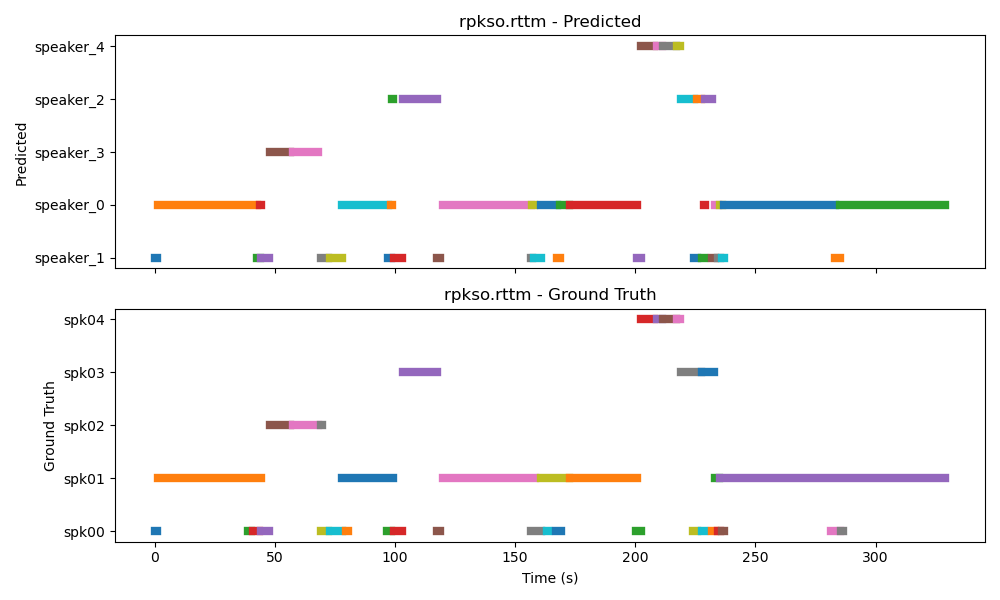 rpkso.rttm - Predicted
speaker_4
speaker_2
speaker_3
speaker_0
speaker_1
Predicted
rpkso.rttm - Ground Truth
spk04
spk03
spk02
spk01
spk00
Ground Truth
0 50 100 150 200 250 300
Time (s)